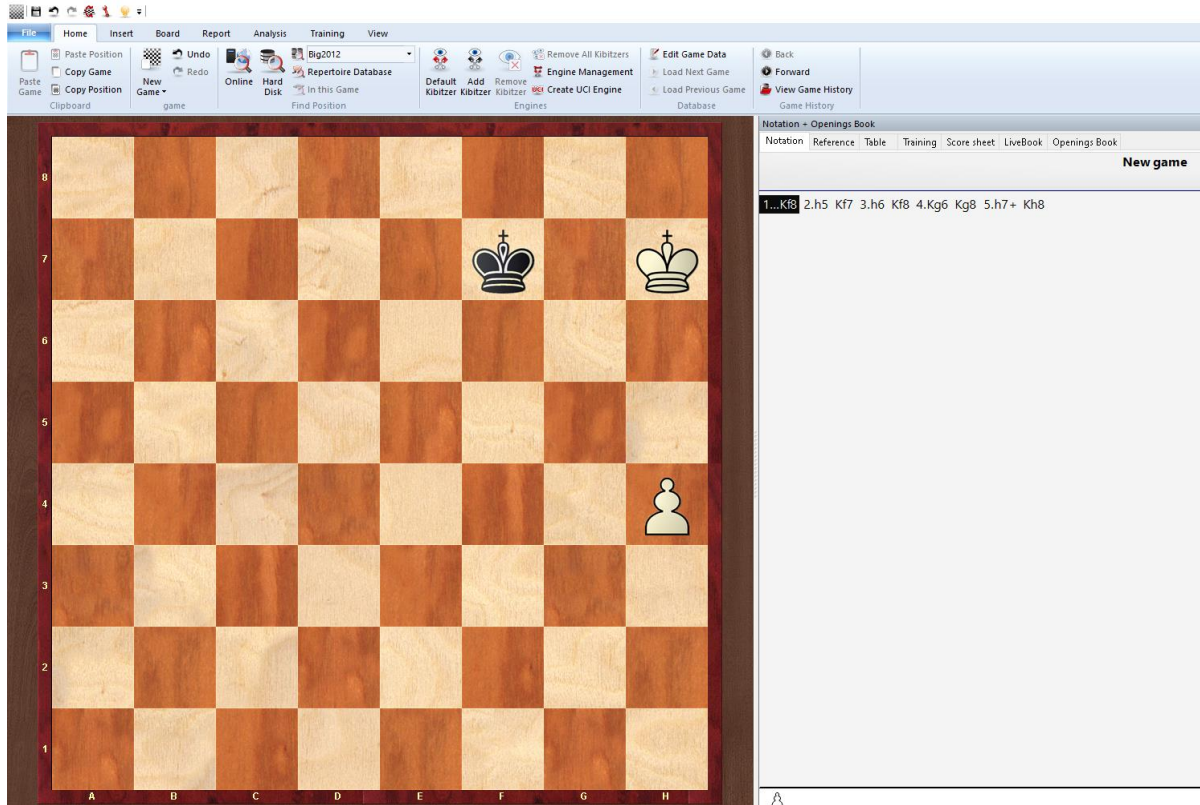 File Home Insert Board Report Analysis Training View
Paste Game
Paste Position
Copy Game
Copy Position
Clipboard
New Game
Undo
Redo
game
Online
Hard Disk
Big2012
Repertoire Database
In this Game
Find Position
Default Kibitzer
Add Kibitzer
Remove Kibitzer
Remove All Kibitzers
Engine Management
UCI Create UCI Engine
Engines
Edit Game Data
Load Next Game
Load Previous Game
Database
Back
Forward
View Game History
Game History
Notation + Openings Book
Notation Reference Table Training Score sheet LiveBook Openings Book
New game
1...Kf8 2.h5 Kf7 3.h6 Kf8 4.Kg6 Kg8 5.h7+ Kh8
8
7
6
5
4
3
2
1
A B C D E F G H